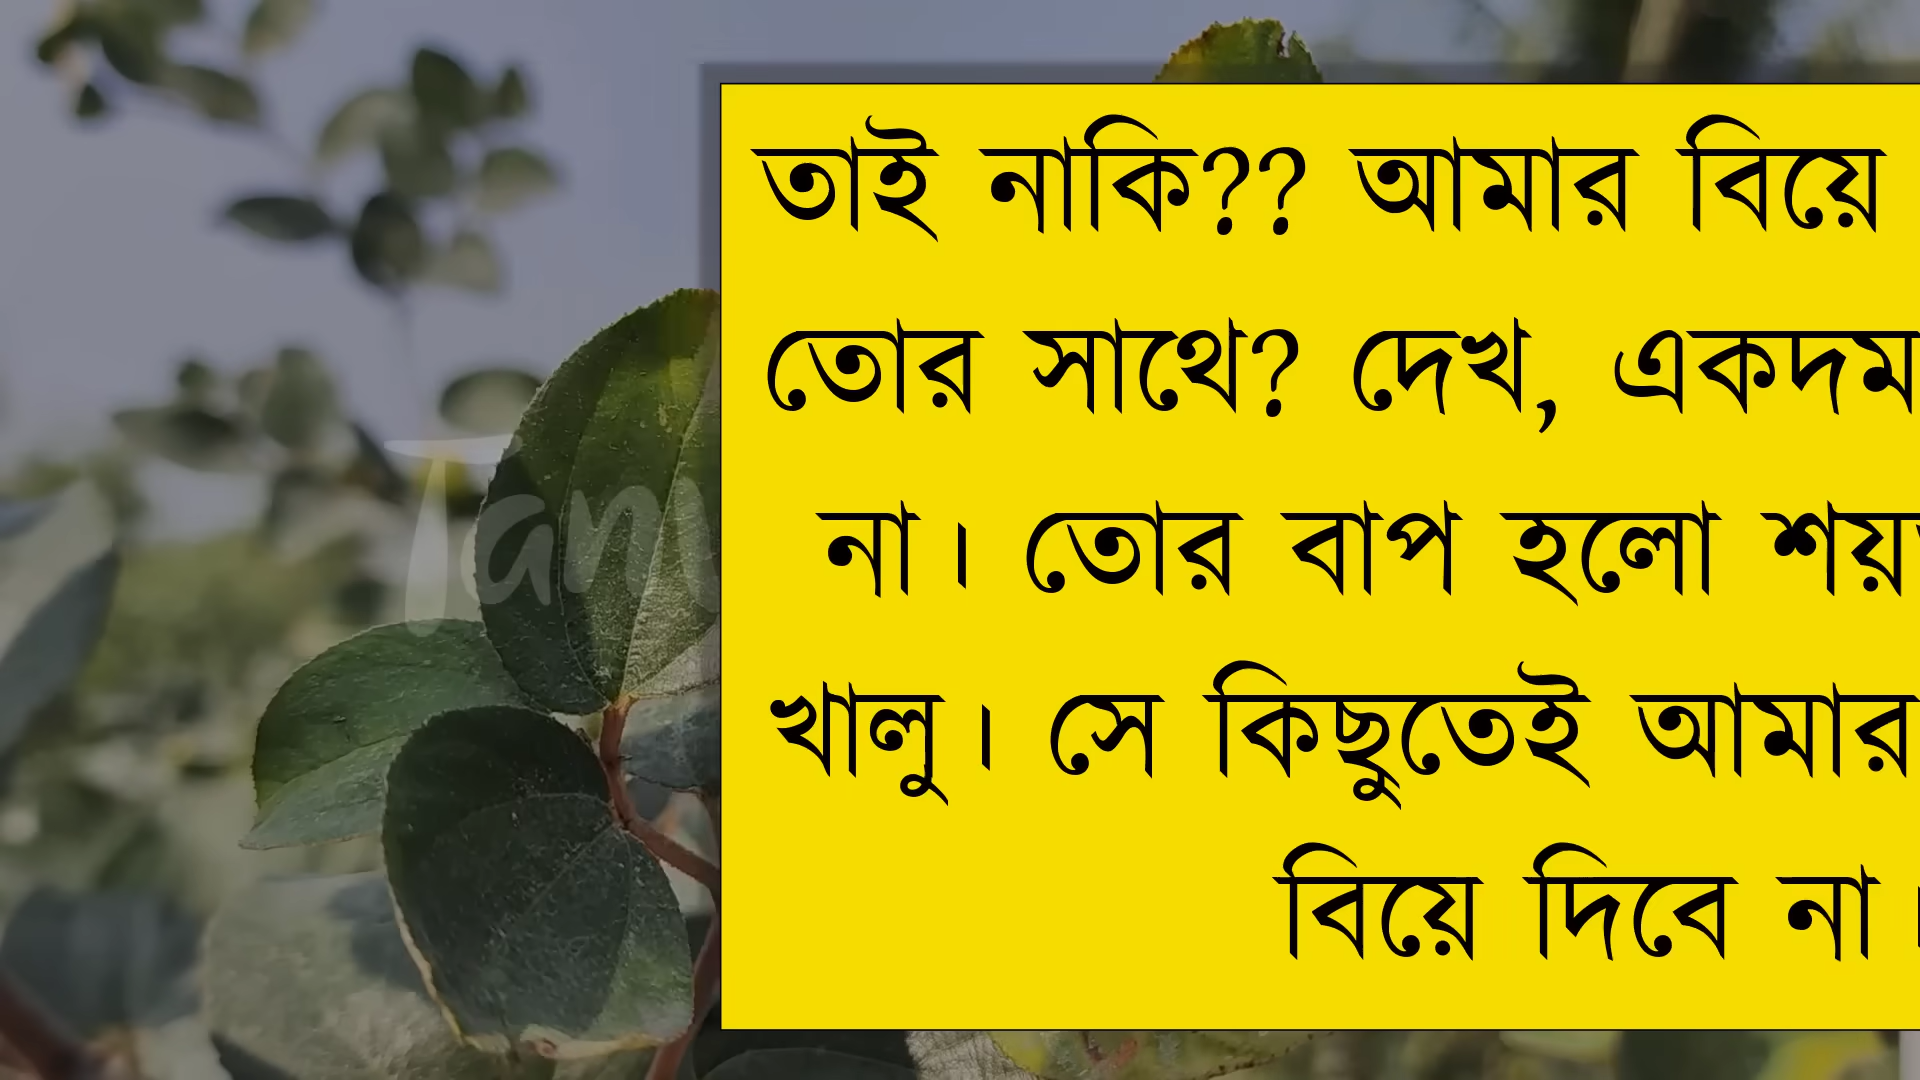 তাই নাকি?? আমার বিয়ে
তোর সাথে? দেখ, একদম
না। তোর বাপ হলো
খালু। সে কিছুতেই আমার
বিয়ে দিবে না।